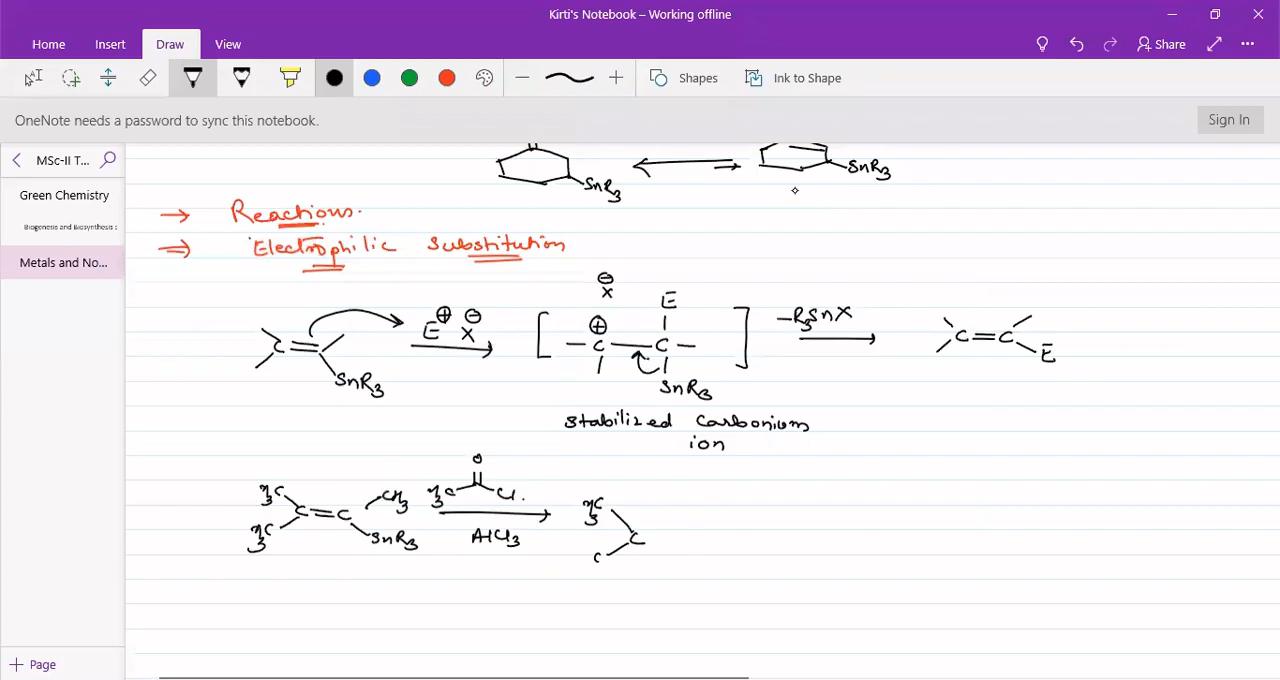 Kirti's Notebook – Working offline
Home Insert Draw View Share
Shapes Ink to Shape
OneNote needs a password to sync this notebook. Sign In
MSc-II T...
Green Chemistry
Biogenesis and Biosynthesis :
Metals and No...
Page
SnR3 SnR3
→ Reactions.
⇒ Electrophilic Substitution
C SnR3 E⊕ X⊖ [ ⊖ X ⊕ – C – C – E SnR3 ] –R3SnX C = C E
Stabilized Carbonium
ion
H3C H3C C = C CH3 SnR3 O H3C Cl. AlCl3 H3C C C